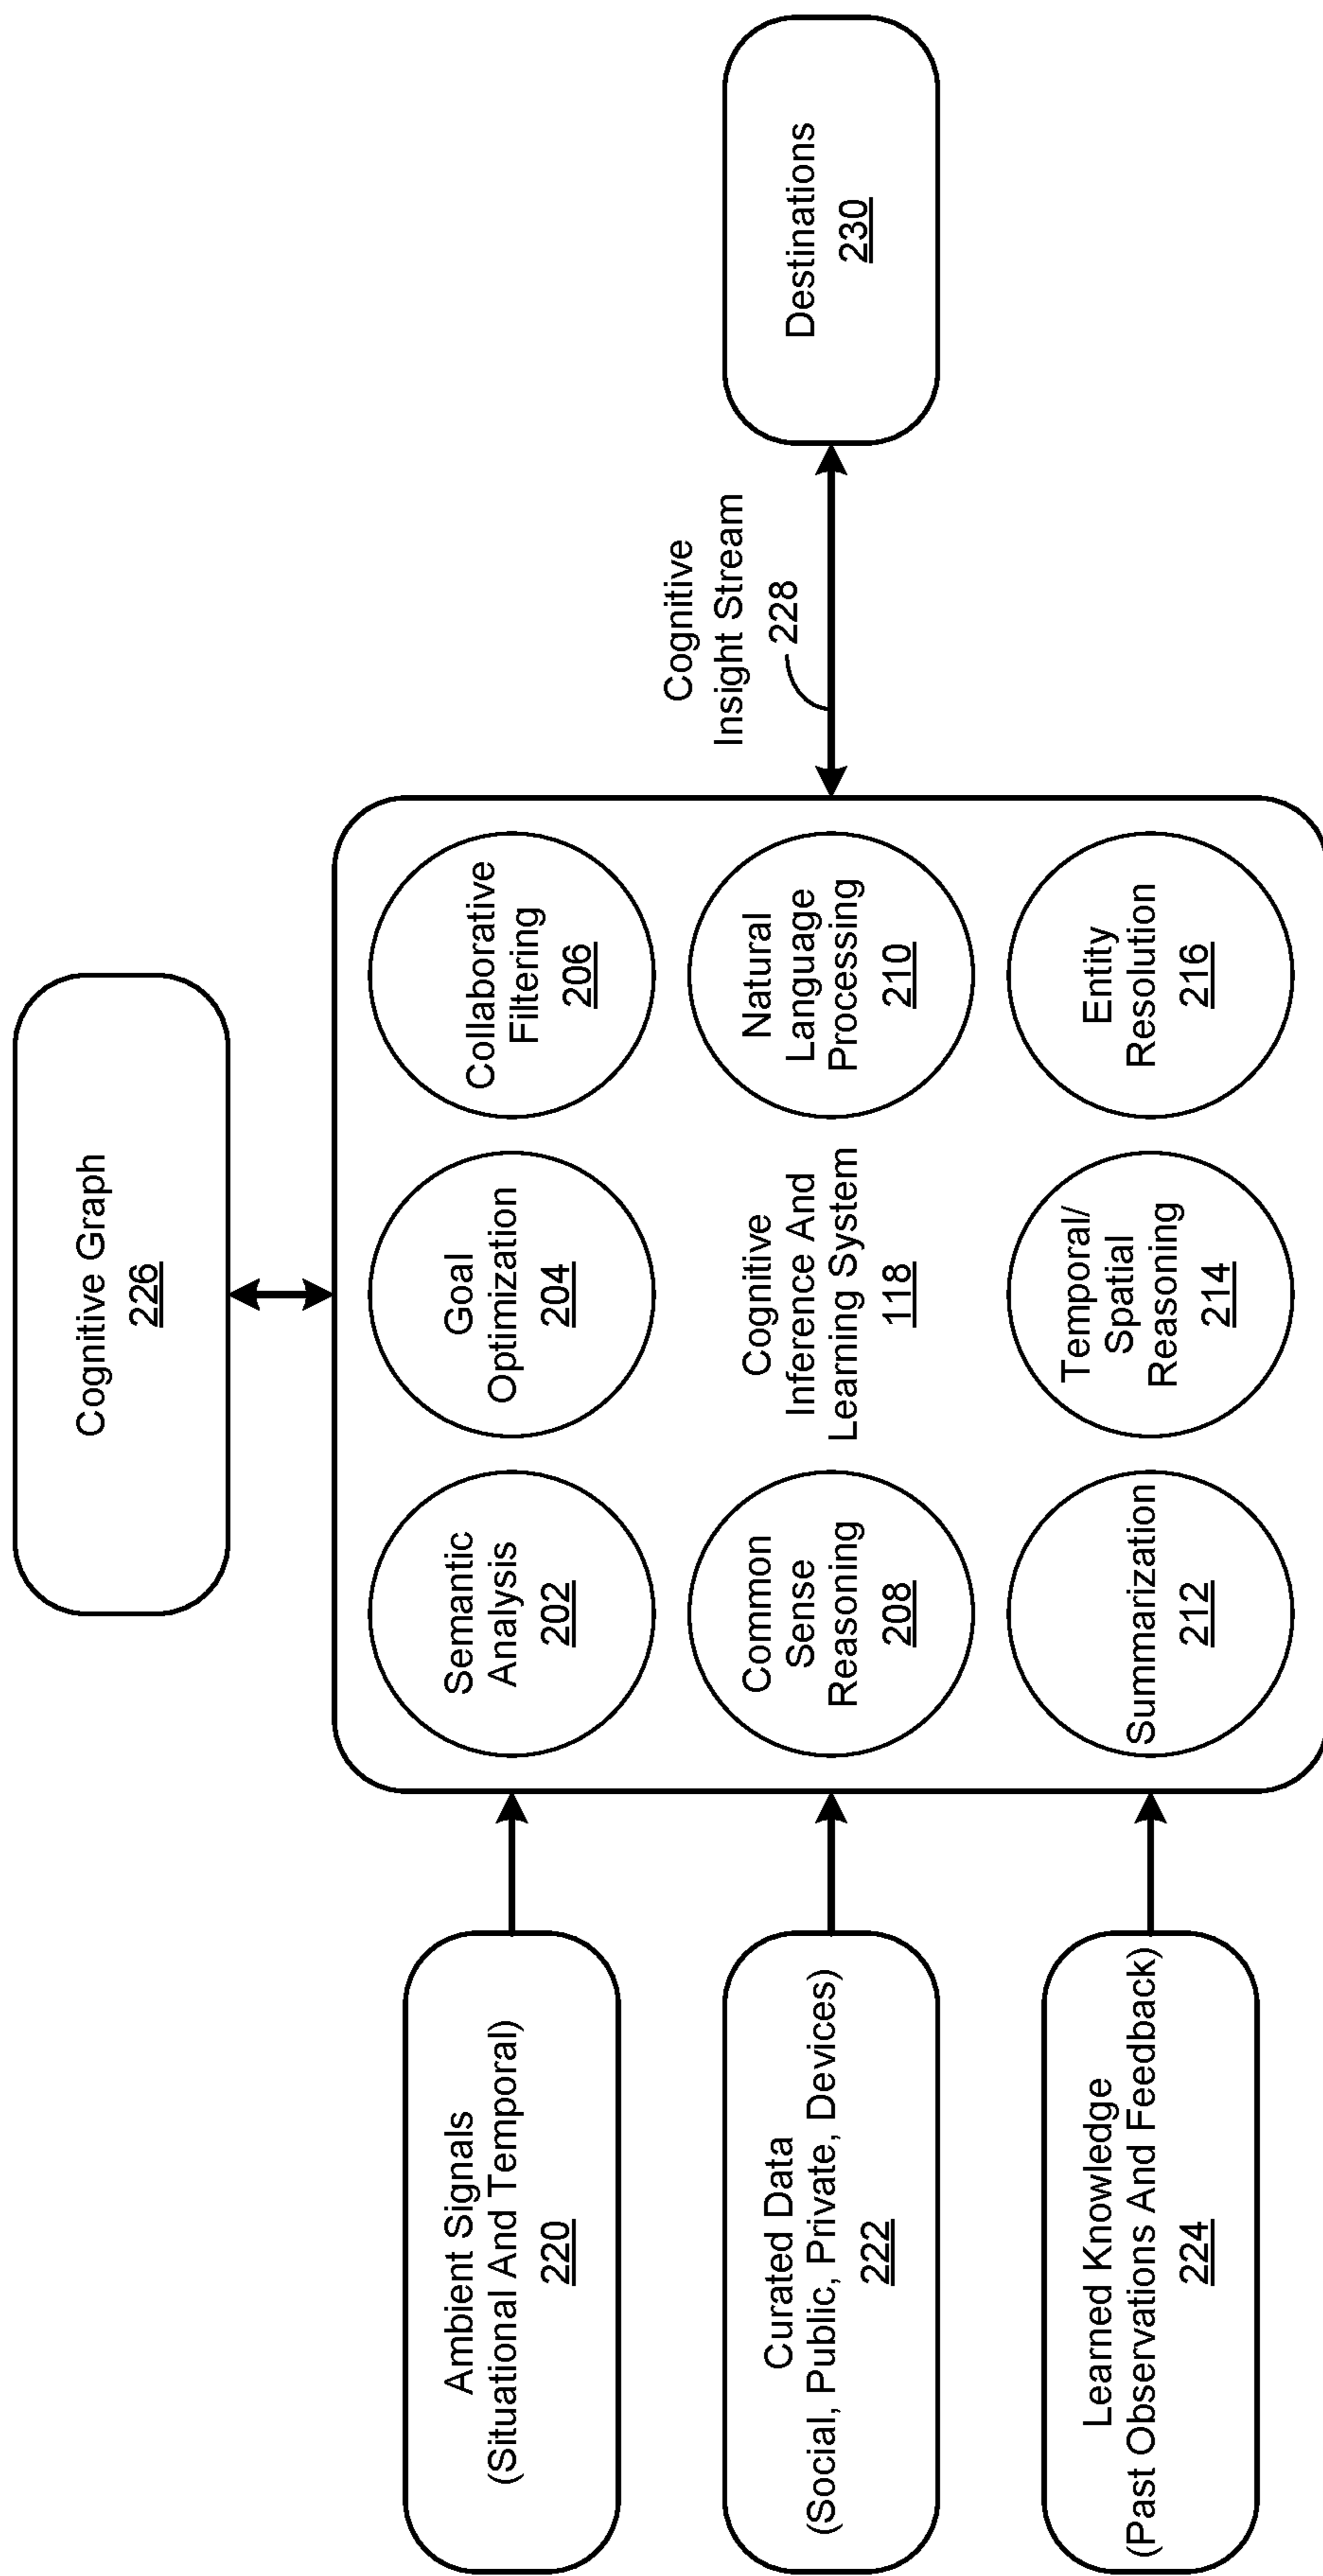 Cognitive Graph
226
Ambient Signals
(Situational And Temporal)
220
Curated Data
(Social, Public, Private, Devices)
222
Learned Knowledge
(Past Observations And Feedback)
224
Semantic
Analysis
202
Goal
Optimization
204
Collaborative
Filtering
206
Common
Sense
Reasoning
208
Cognitive
Inference And
Learning System
118
Natural
Language
Processing
210
Summarization
212
Temporal/
Spatial
Reasoning
214
Entity
Resolution
216
Cognitive
Insight Stream
228
Destinations
230